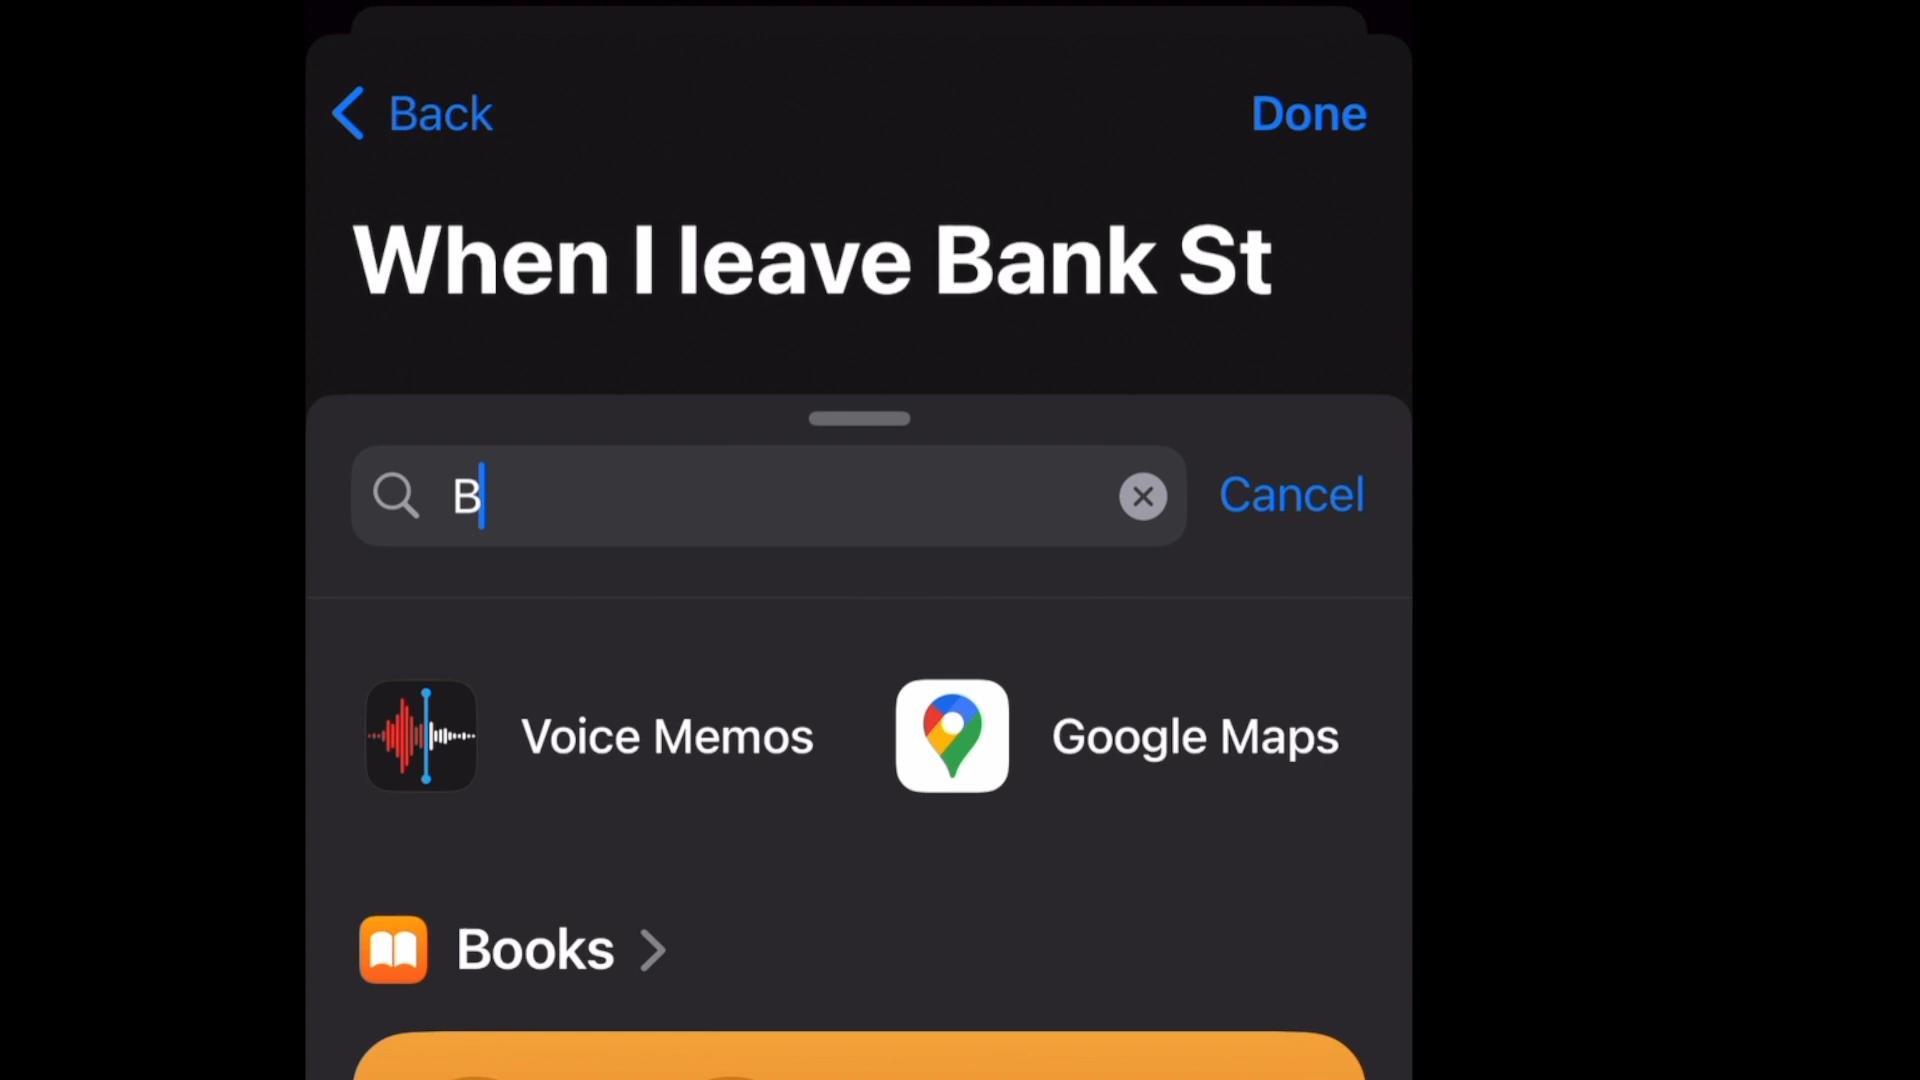 Back
Done
When I leave Bank St
B
Cancel
Voice Memos
Google Maps
Books